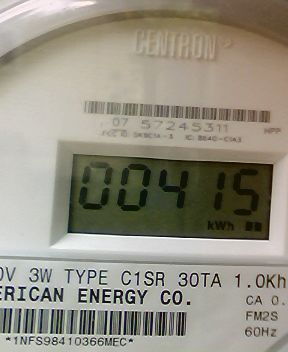 CENTRON
07 57245311 HPP
00415
kWh
0V 3W TYPE C1SR 30TA 1.0Kh
ERICAN ENERGY CO.
CA 0.
FM2S
60Hz
*1NFS98410366MEC*